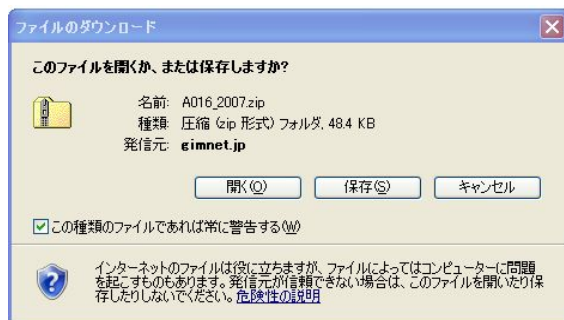 ファイルのダウンロード
このファイルを開くか、または保存しますか?
名前: A016_2007.zip
種類: 圧縮 (zip 形式) フォルダ, 48.4 KB
発信元: gimnet.jp
開く(O)
保存(S)
キャンセル
この種類のファイルであれば常に警告する(W)
インターネットのファイルは役に立ちますが、ファイルによってはコンピューターに問題
を起こすものもあります。発信元が信頼できない場合は、このファイルを開いたり保
存したりしないでください。危険性の説明